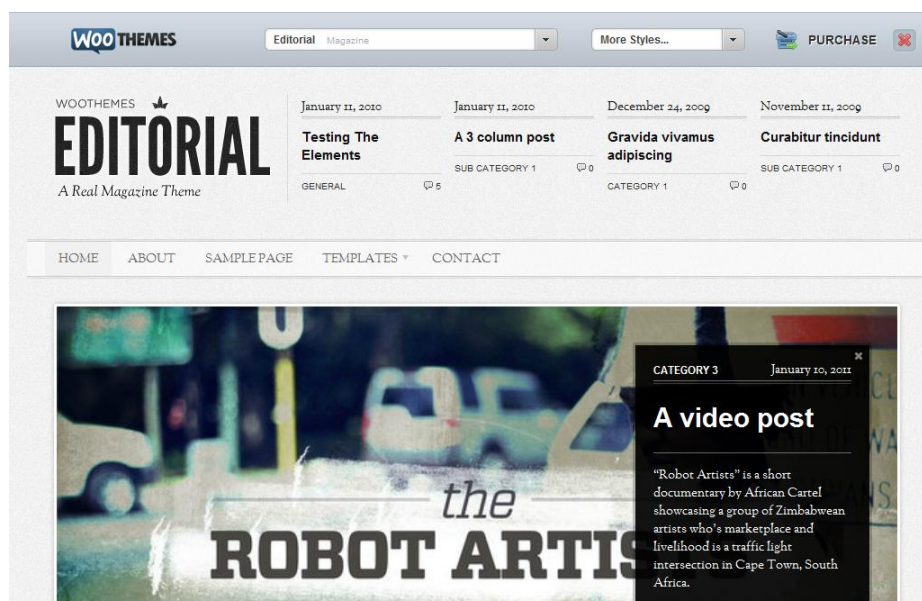 WOO THEMES
Editorial Magazine
More Styles...
PURCHASE
WOOTHEMES
EDITORIAL
A Real Magazine Theme
January 11, 2010
Testing The
Elements
GENERAL 5
January 11, 2010
A 3 column post
SUB CATEGORY 1 0
December 24, 2009
Gravida vivamus
adipiscing
CATEGORY 1 0
November 11, 2009
Curabitur tincidunt
SUB CATEGORY 1 0
HOME ABOUT SAMPLE PAGE TEMPLATES CONTACT
the
ROBOT ARTIS
CATEGORY 3 January 10, 2011
A video post
“Robot Artists” is a short
documentary by African Cartel
showcasing a group of Zimbabwean
artists who's marketplace and
livelihood is a traffic light
intersection in Cape Town, South
Africa.